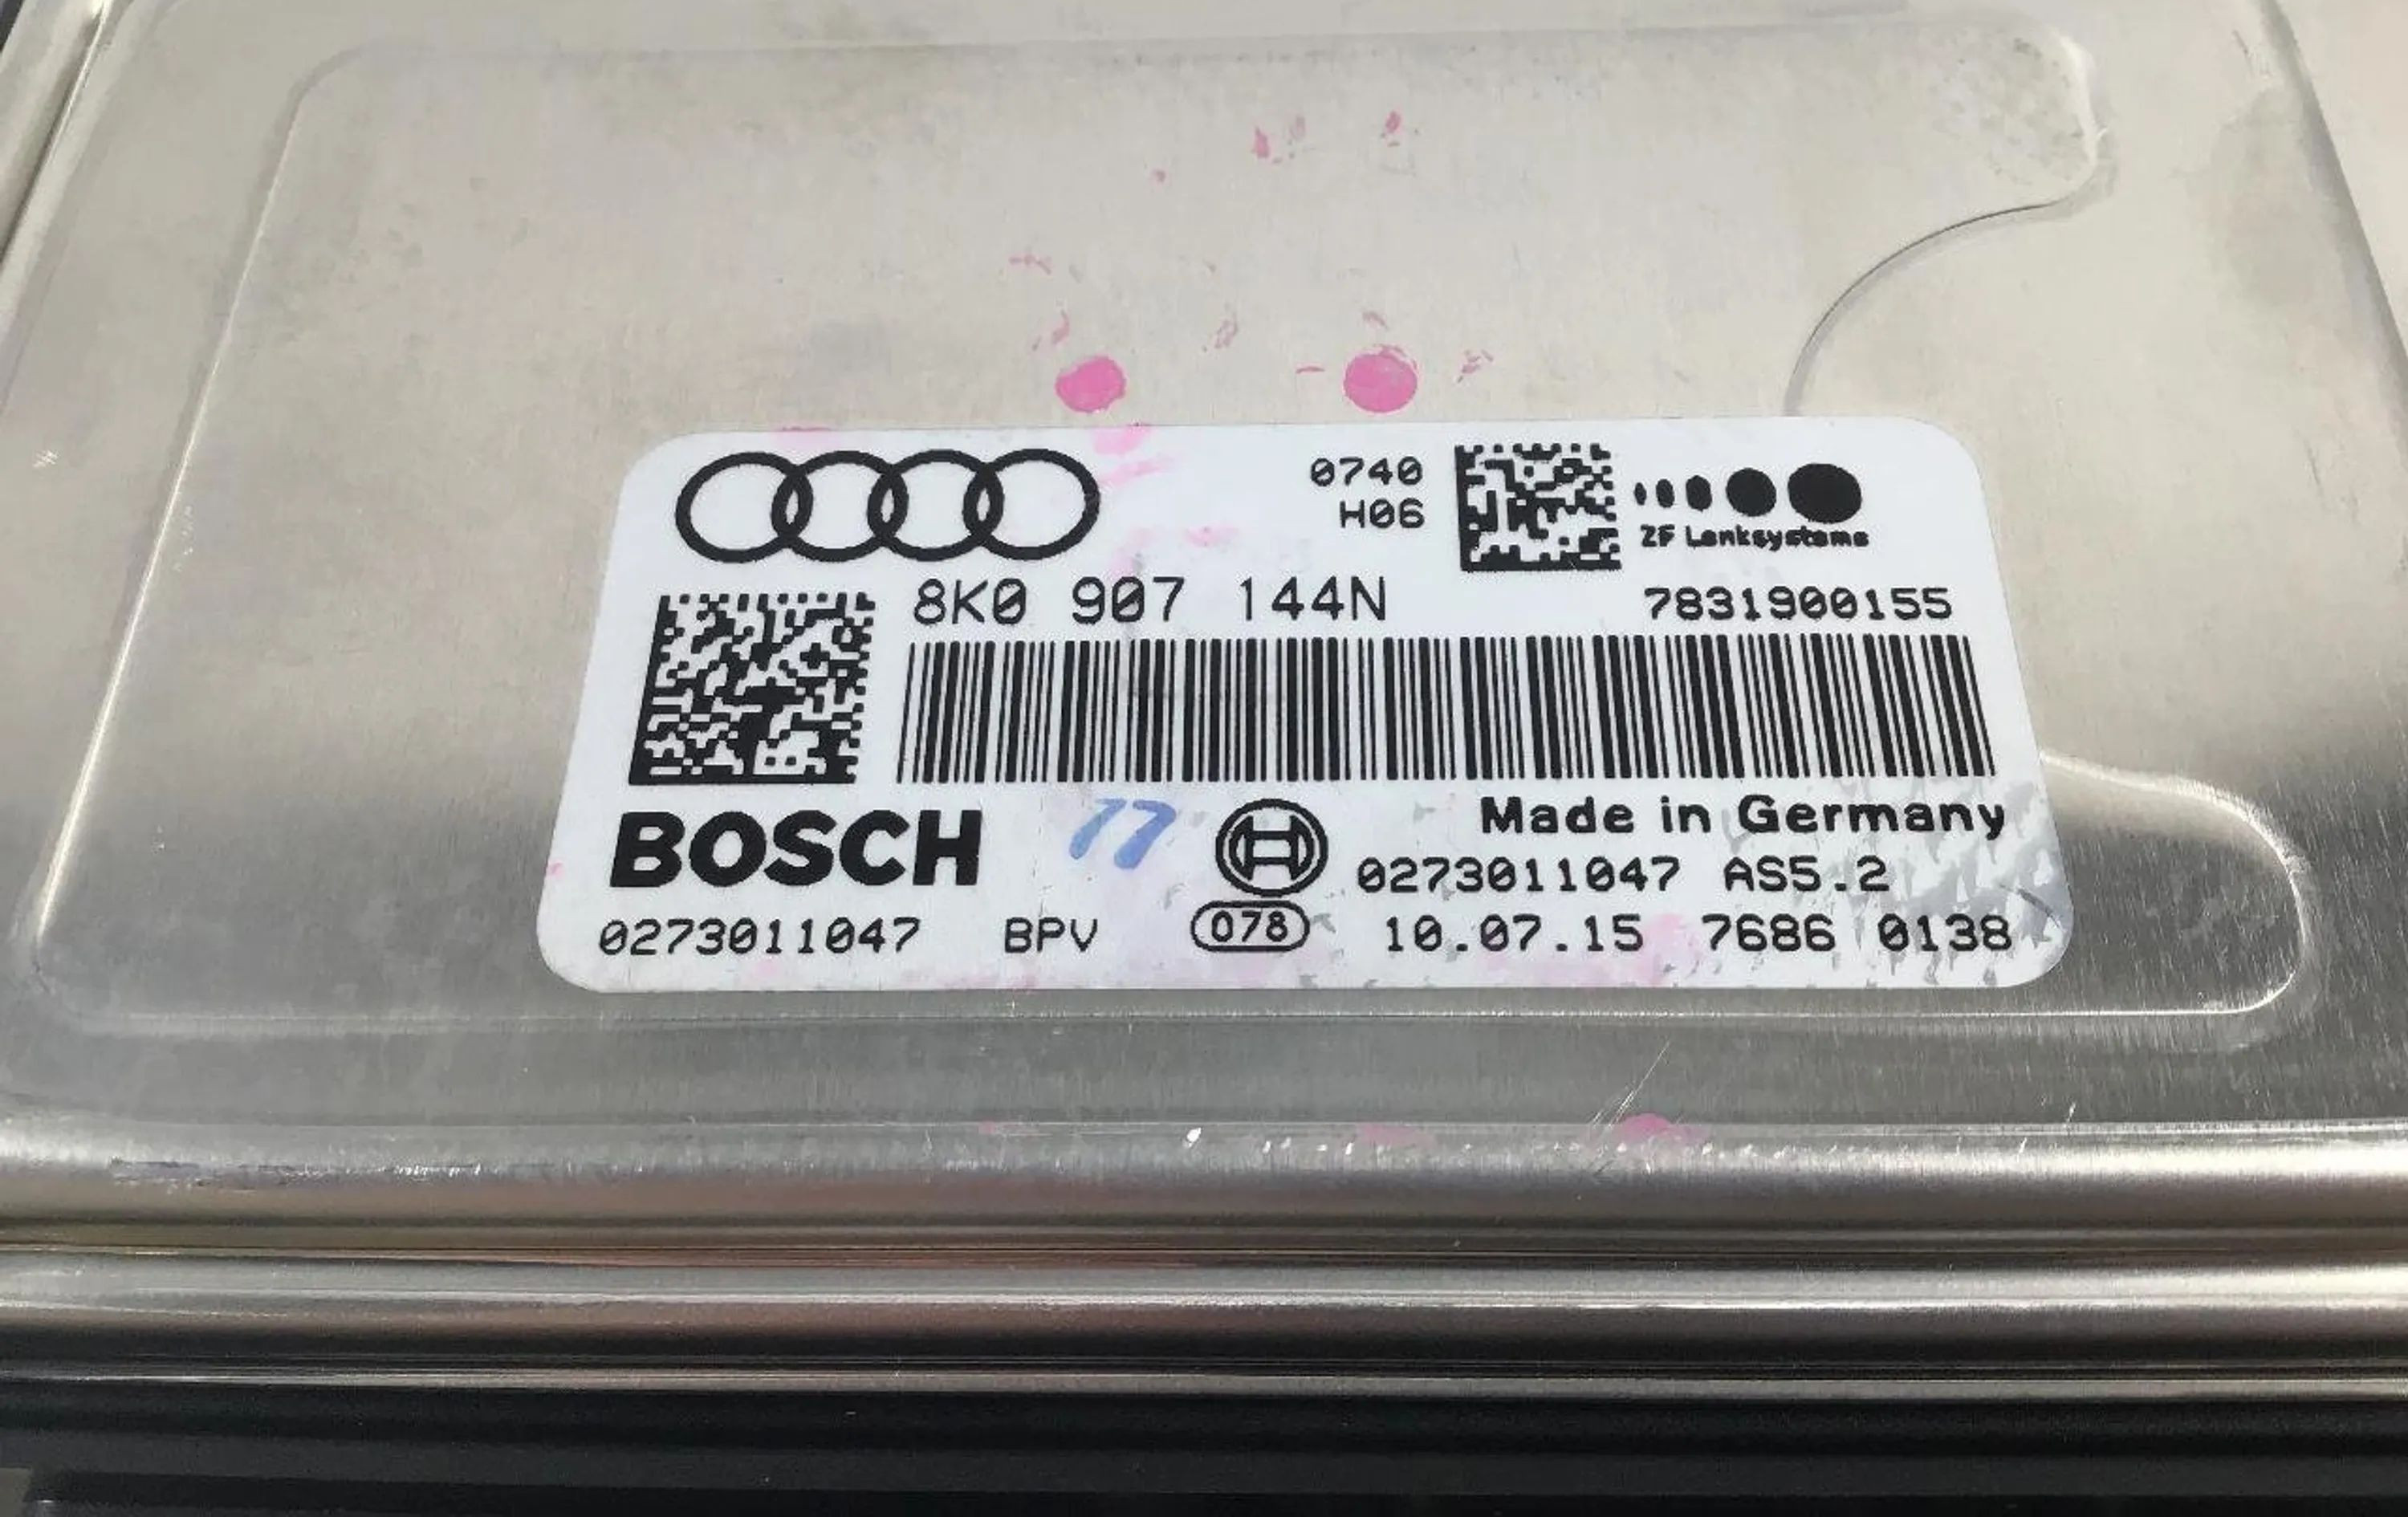 0740
H06
ZF Lenksysteme
8K0 907 144N
7831900155
BOSCH
77
Made in Germany
0273011047 AS5.2
0273011047 BPV 078 10.07.15 7686 0138